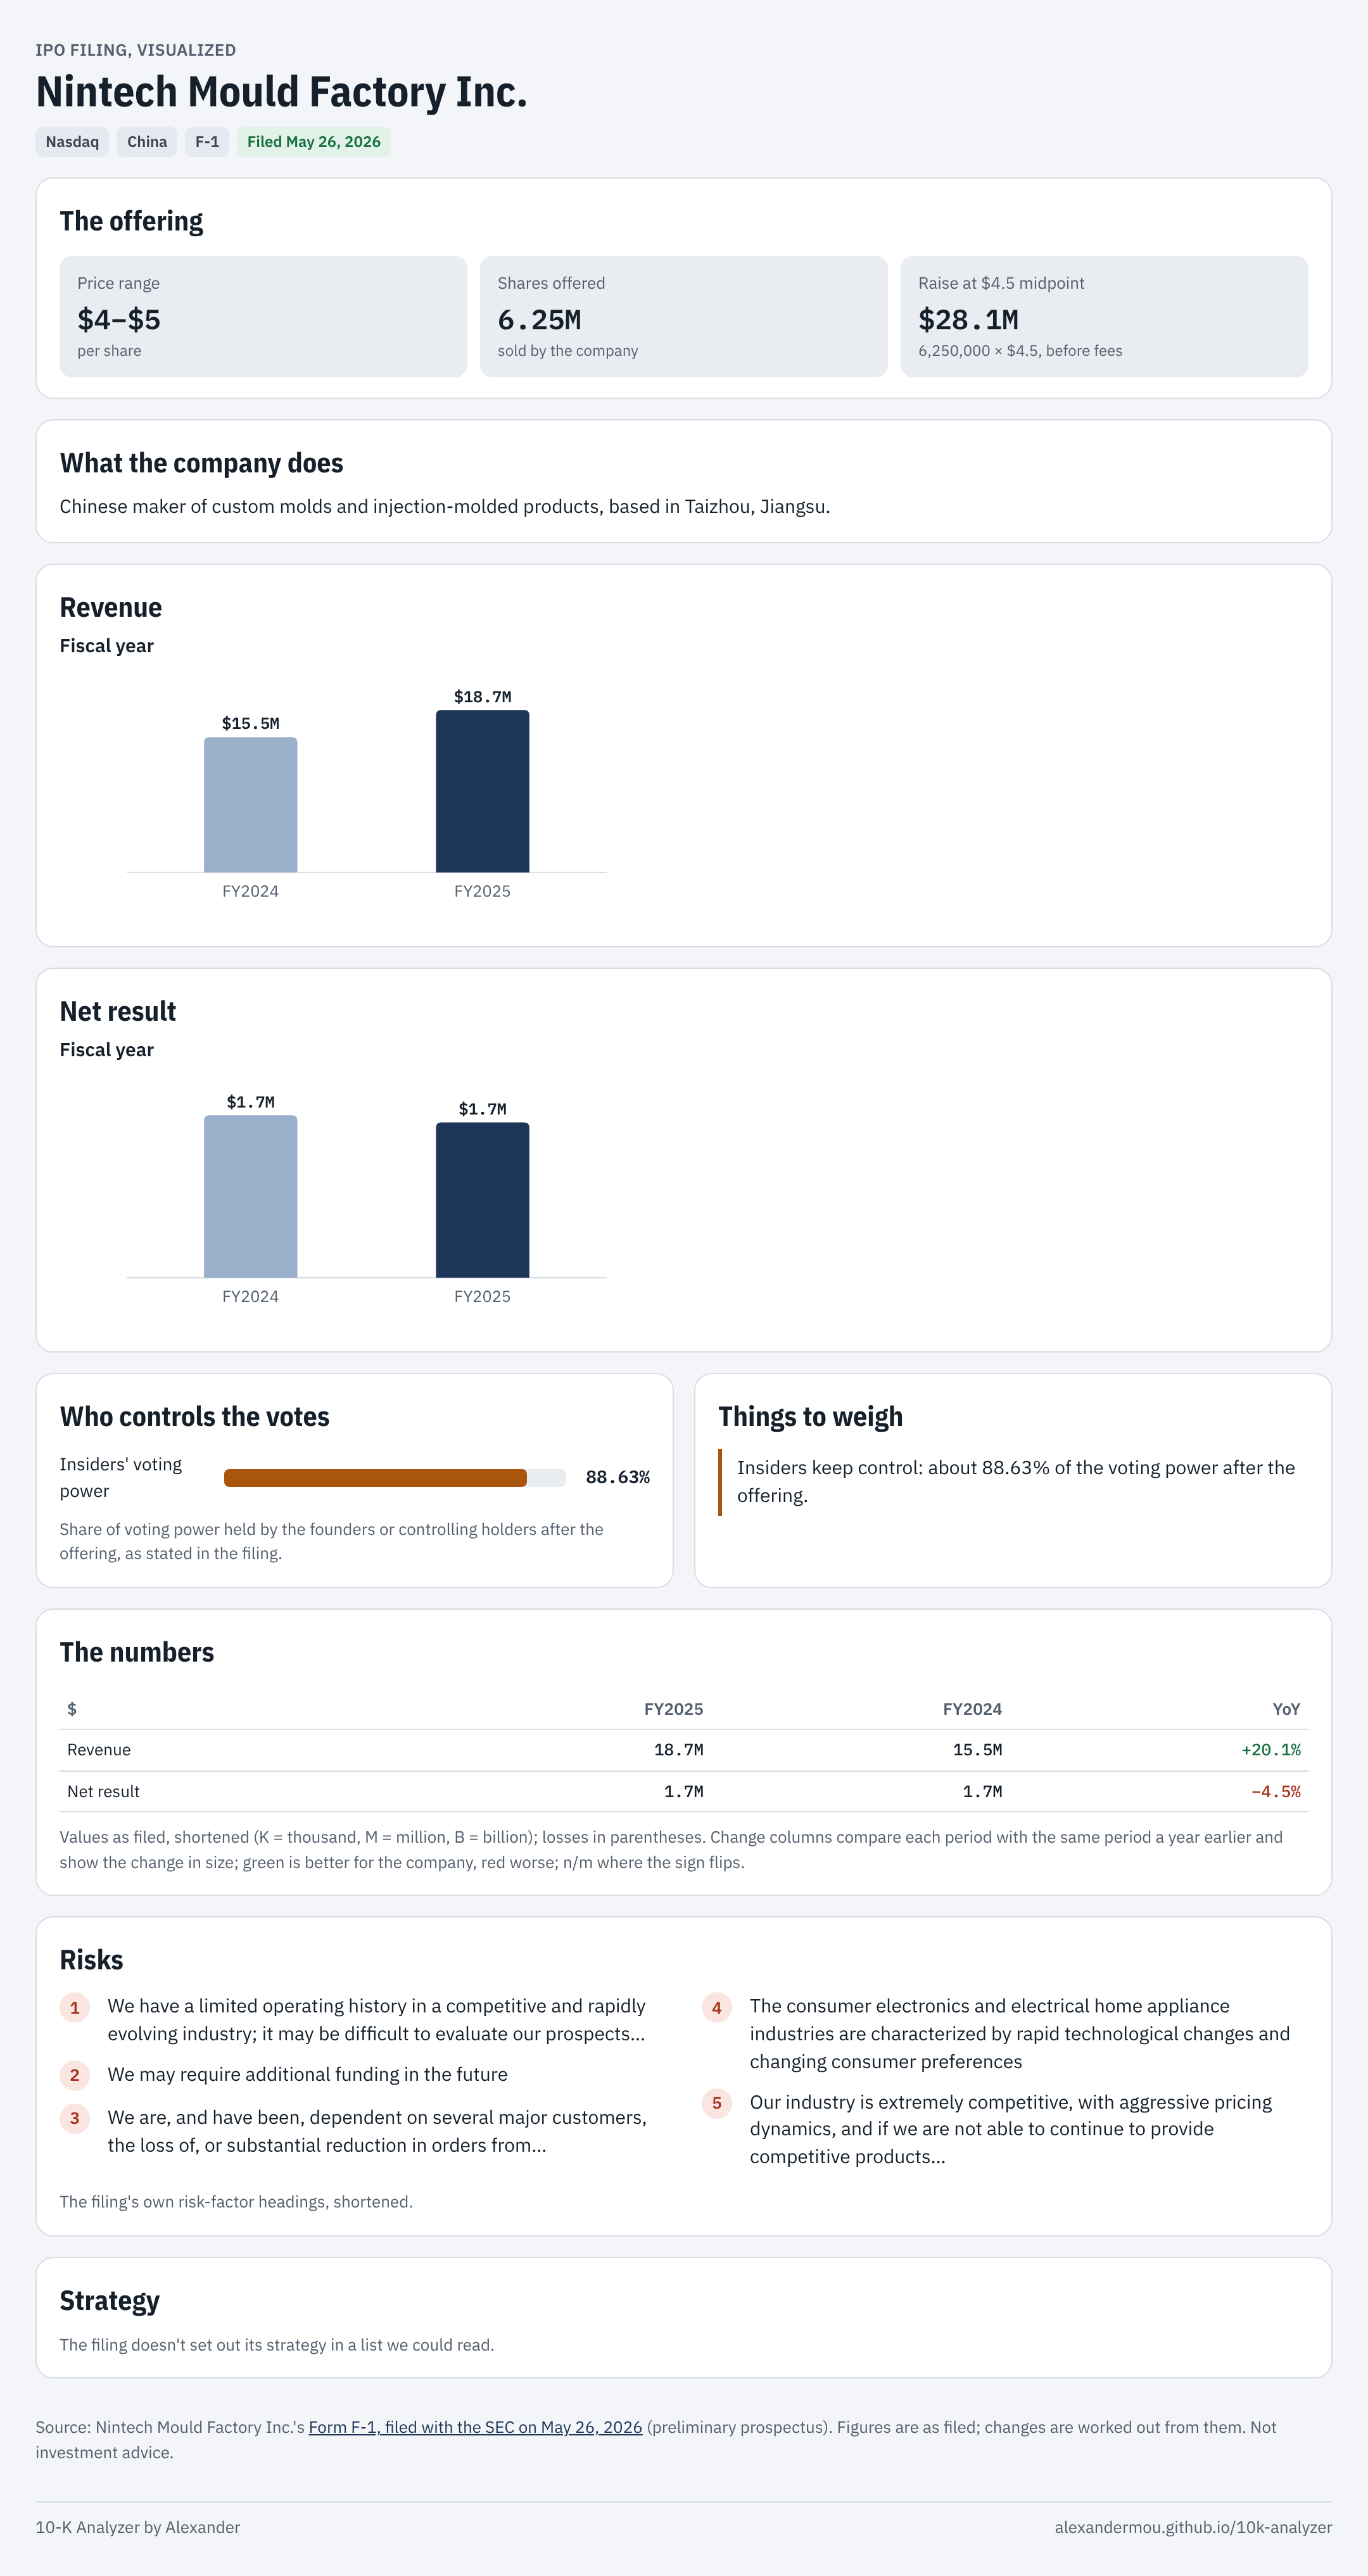 IPO FILING, VISUALIZED
Nintech Mould Factory Inc.
Nasdaq China F-1 Filed May 26, 2026
The offering
Price range
$4–$5
per share
Shares offered
6.25M
sold by the company
Raise at $4.5 midpoint
$28.1M
6,250,000 × $4.5, before fees
What the company does
Chinese maker of custom molds and injection-molded products, based in Taizhou, Jiangsu.
Revenue
Fiscal year
$15.5M
$18.7M
FY2024
FY2025
Net result
Fiscal year
$1.7M
$1.7M
FY2024
FY2025
Who controls the votes
Insiders' voting
power
88.63%
Share of voting power held by the founders or controlling holders after the
offering, as stated in the filing.
Things to weigh
Insiders keep control: about 88.63% of the voting power after the
offering.
The numbers
$ FY2025 FY2024 YoY
Revenue 18.7M 15.5M +20.1%
Net result 1.7M 1.7M −4.5%
Values as filed, shortened (K = thousand, M = million, B = billion); losses in parentheses. Change columns compare each period with the same period a year earlier and
show the change in size; green is better for the company, red worse; n/m where the sign flips.
Risks
1 We have a limited operating history in a competitive and rapidly
evolving industry; it may be difficult to evaluate our prospects…
2 We may require additional funding in the future
3 We are, and have been, dependent on several major customers,
the loss of, or substantial reduction in orders from…
4 The consumer electronics and electrical home appliance
industries are characterized by rapid technological changes and
changing consumer preferences
5 Our industry is extremely competitive, with aggressive pricing
dynamics, and if we are not able to continue to provide
competitive products…
The filing's own risk-factor headings, shortened.
Strategy
The filing doesn't set out its strategy in a list we could read.
Source: Nintech Mould Factory Inc.'s Form F-1, filed with the SEC on May 26, 2026 (preliminary prospectus). Figures are as filed; changes are worked out from them. Not
investment advice.
10-K Analyzer by Alexander
alexandermou.github.io/10k-analyzer